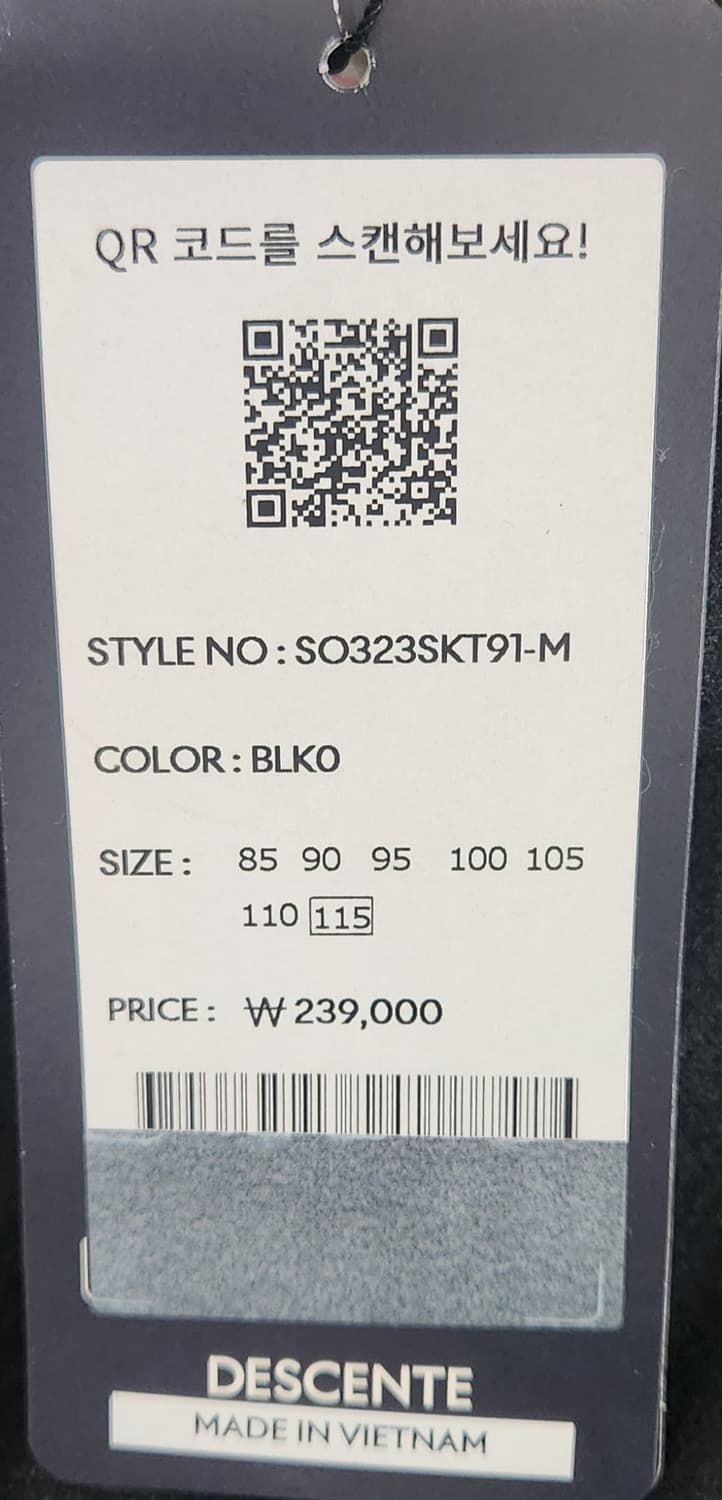 QR 코드를 스캔해보세요!
STYLE NO : SO323SKT91-M
COLOR : BLK0
SIZE : 85 90 95 100 105
110 115
PRICE : ₩ 239,000
DESCENTE
MADE IN VIETNAM